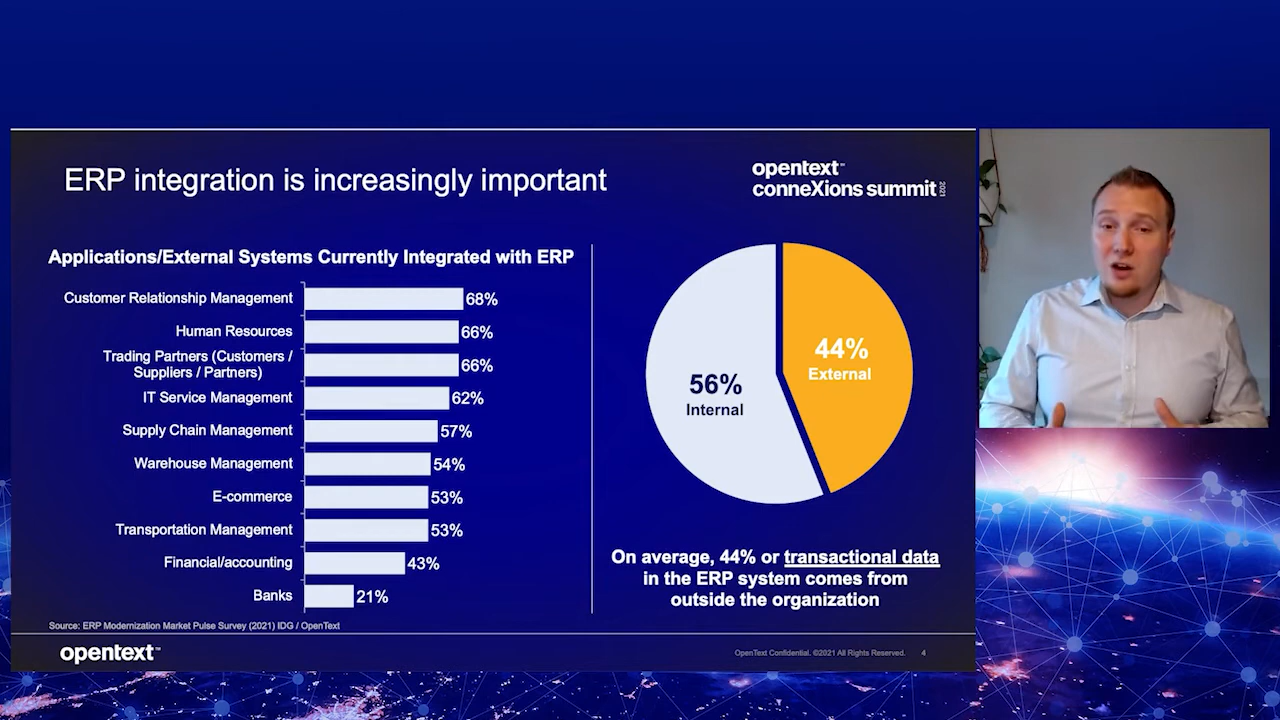 ERP integration is increasingly important
opentext™
conneXions summit 2021
Applications/External Systems Currently Integrated with ERP
Customer Relationship Management 68%
Human Resources 66%
Trading Partners (Customers /
Suppliers / Partners) 66%
IT Service Management 62%
Supply Chain Management 57%
Warehouse Management 54%
E-commerce 53%
Transportation Management 53%
Financial/accounting 43%
Banks 21%
56%
Internal
44%
External
On average, 44% or transactional data
in the ERP system comes from
outside the organization
Source: ERP Modernization Market Pulse Survey (2021) IDG / OpenText
opentext™
OpenText Confidential. ©2021 All Rights Reserved. 4